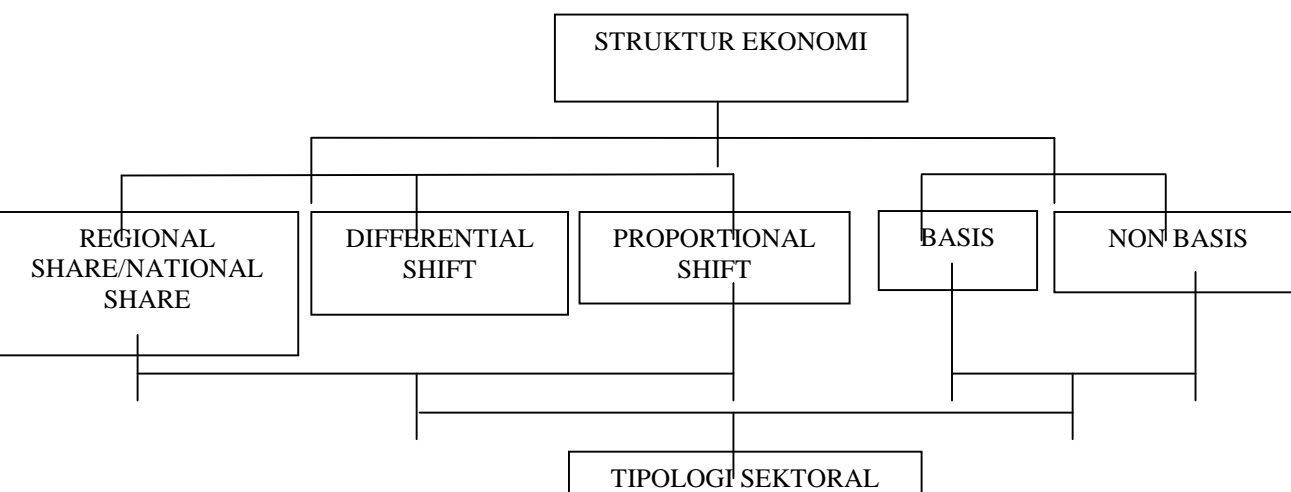 STRUKTUR EKONOMI
REGIONAL
SHARE/NATIONAL
SHARE
DIFFERENTIAL
SHIFT
PROPORTIONAL
SHIFT
BASIS
NON BASIS
TIPOLOGI SEKTORAL